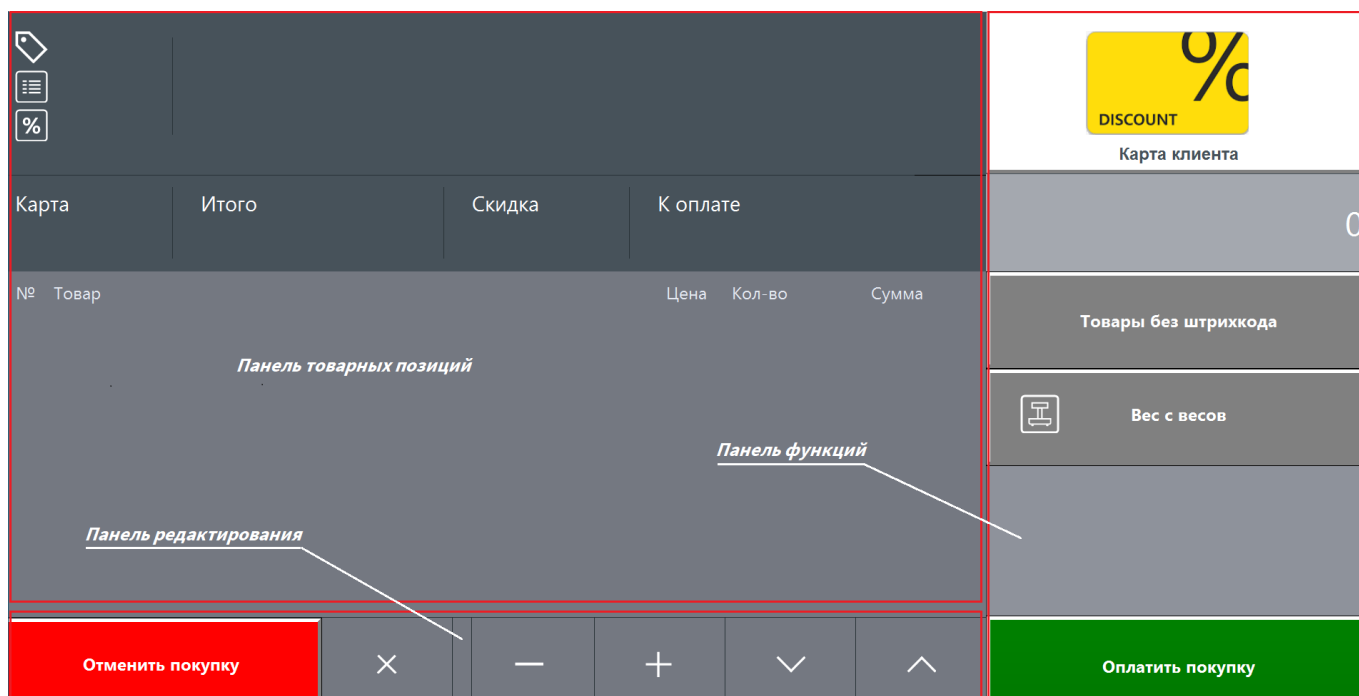 %
DISCOUNT
Карта клиента
%
Карта Итого Скидка К оплате
0
№ Товар Цена Кол-во Сумма
Товары без штрихкода
Панель товарных позиций
Вес с весов
Панель функций
Панель редактирования
Отменить покупку
Оплатить покупку